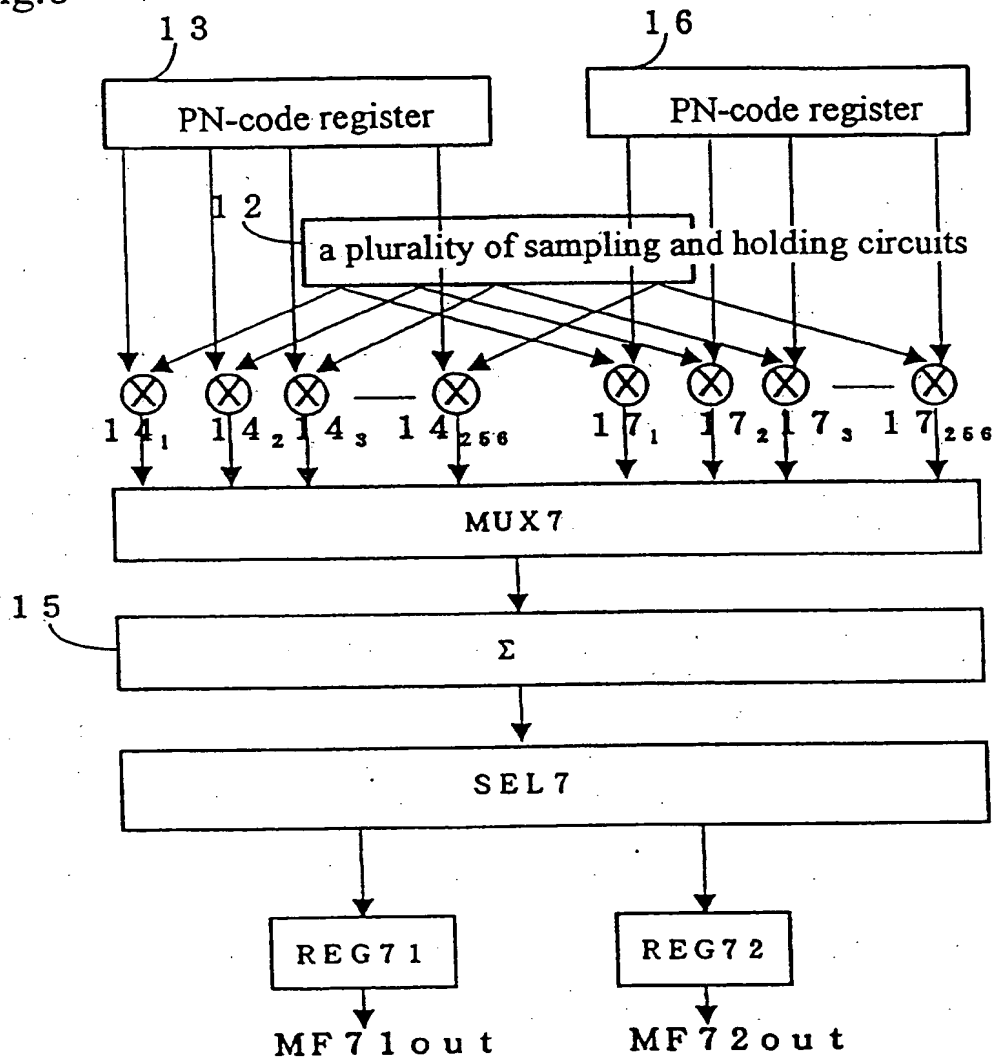 13
16
PN-code register
PN-code register
12
a plurality of sampling and holding circuits
14₁ 14₂ 14₃ 14₂₅₆ 17₁ 17₂ 17₃ 17₂₅₆
MUX7
15
Σ
SEL7
REG71
REG72
MF71out
MF72out